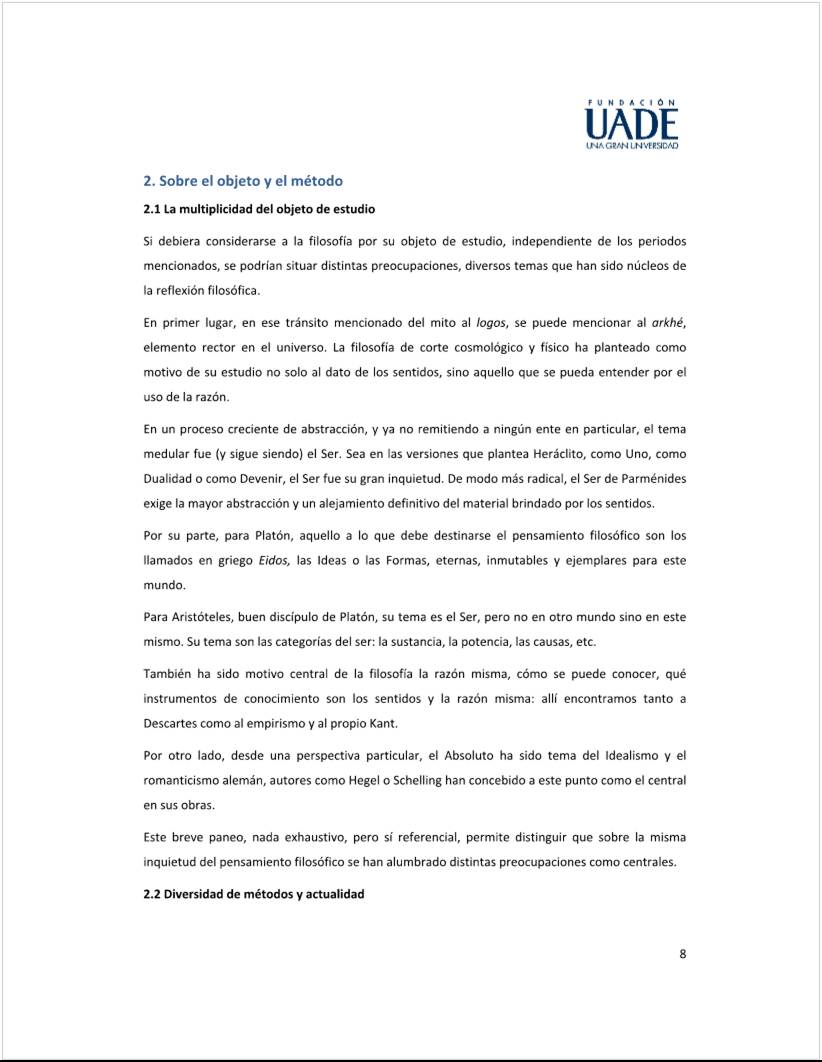 FUNDACIÓN
UADE
UNA GRAN UNIVERSIDAD
2. Sobre el objeto y el método
2.1 La multiplicidad del objeto de estudio
Si debiera considerarse a la filosofía por su objeto de estudio, independiente de los periodos
mencionados, se podrían situar distintas preocupaciones, diversos temas que han sido núcleos de
la reflexión filosófica.
En primer lugar, en ese tránsito mencionado del mito al logos, se puede mencionar al arkhé,
elemento rector en el universo. La filosofía de corte cosmológico y físico ha planteado como
motivo de su estudio no solo al dato de los sentidos, sino aquello que se pueda entender por el
uso de la razón.
En un proceso creciente de abstracción, y ya no remitiendo a ningún ente en particular, el tema
medular fue (y sigue siendo) el Ser. Sea en las versiones que plantea Heráclito, como Uno, como
Dualidad o como Devenir, el Ser fue su gran inquietud. De modo más radical, el Ser de Parménides
exige la mayor abstracción y un alejamiento definitivo del material brindado por los sentidos.
Por su parte, para Platón, aquello a lo que debe destinarse el pensamiento filosófico son los
llamados en griego Eidos, las Ideas o las Formas, eternas, inmutables y ejemplares para este
mundo.
Para Aristóteles, buen discípulo de Platón, su tema es el Ser, pero no en otro mundo sino en este
mismo. Su tema son las categorías del ser: la sustancia, la potencia, las causas, etc.
También ha sido motivo central de la filosofía la razón misma, cómo se puede conocer, qué
instrumentos de conocimiento son los sentidos y la razón misma: allí encontramos tanto a
Descartes como al empirismo y al propio Kant.
Por otro lado, desde una perspectiva particular, el Absoluto ha sido tema del Idealismo y el
romanticismo alemán, autores como Hegel o Schelling han concebido a este punto como el central
en sus obras.
Este breve paneo, nada exhaustivo, pero sí referencial, permite distinguir que sobre la misma
inquietud del pensamiento filosófico se han alumbrado distintas preocupaciones como centrales.
2.2 Diversidad de métodos y actualidad
8